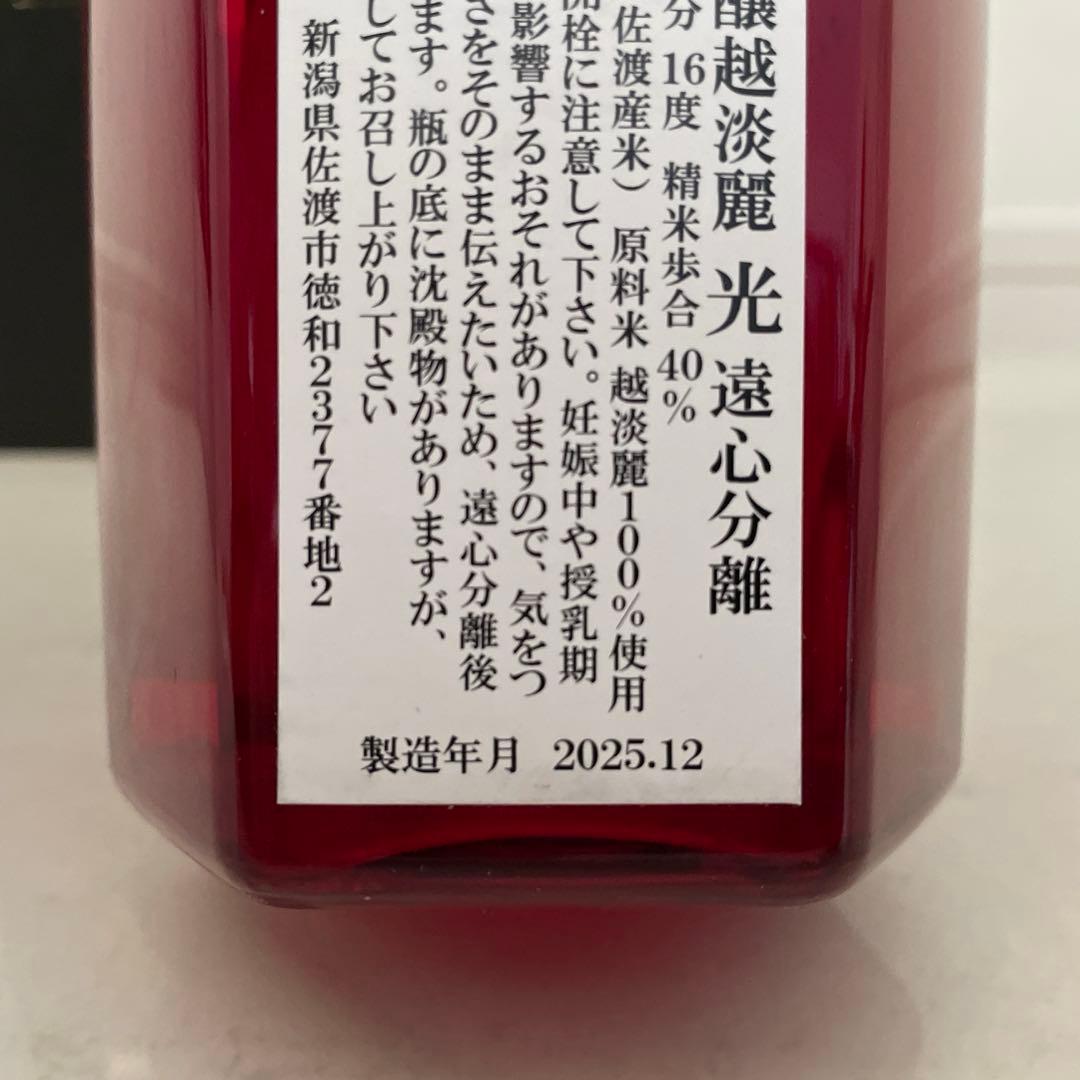 醸越淡麗 光 遠心分離
分 16度 精米歩合 40%
佐渡産米） 原料米 越淡麗100%使用
開栓に注意して下さい。妊娠中や授乳期
影響するおそれがありますので、気をつ
さをそのまま伝えたいため、遠心分離後
ます。瓶の底に沈殿物がありますが、
してお召し上がり下さい
新潟県佐渡市徳和2377番地2
製造年月 2025.12